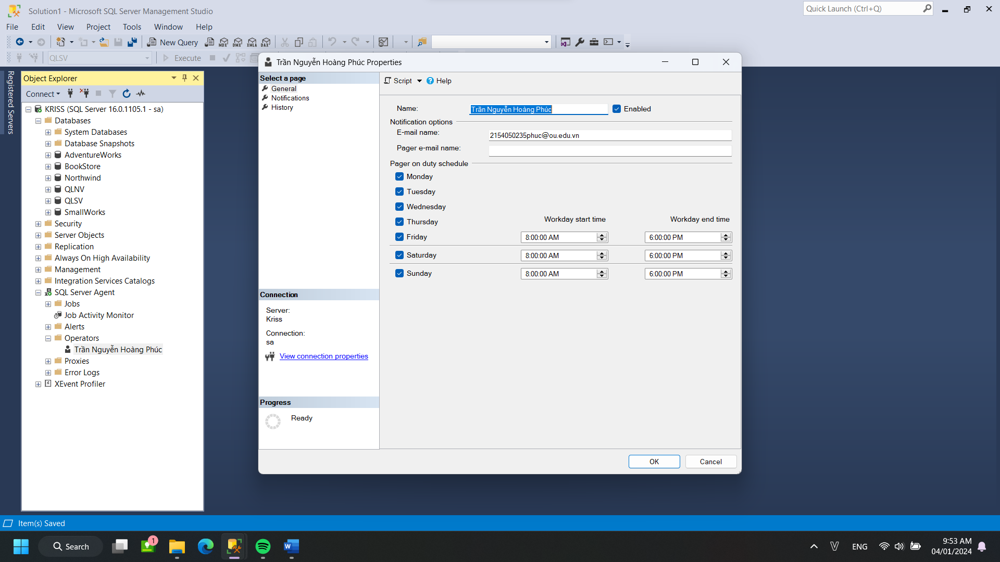 Solution1 - Microsoft SQL Server Management Studio
Quick Launch (Ctrl+Q)
File Edit View Project Tools Window Help
New Query MDX DMX XMLA DAX
QLSV Execute
Registered Servers
Object Explorer
Connect
KRISS (SQL Server 16.0.1105.1 - sa)
Databases
System Databases
Database Snapshots
AdventureWorks
BookStore
Northwind
QLNV
QLSV
SmallWorks
Security
Server Objects
Replication
Always On High Availability
Management
Integration Services Catalogs
SQL Server Agent
Jobs
Job Activity Monitor
Alerts
Operators
Trần Nguyễn Hoàng Phúc
Proxies
Error Logs
XEvent Profiler
Trần Nguyễn Hoàng Phúc Properties
Select a page
General
Notifications
History
Connection
Server:
Kriss
Connection:
sa
View connection properties
Progress
Ready
Script Help
Name: Trần Nguyễn Hoàng Phúc Enabled
Notification options
E-mail name: 2154050235phuc@ou.edu.vn
Pager e-mail name:
Pager on duty schedule
Monday
Tuesday
Wednesday
Thursday Workday start time Workday end time
Friday 8:00:00 AM 6:00:00 PM
Saturday 8:00:00 AM 6:00:00 PM
Sunday 8:00:00 AM 6:00:00 PM
OK Cancel
Item(s) Saved
Search
1
ENG
9:53 AM
04/01/2024